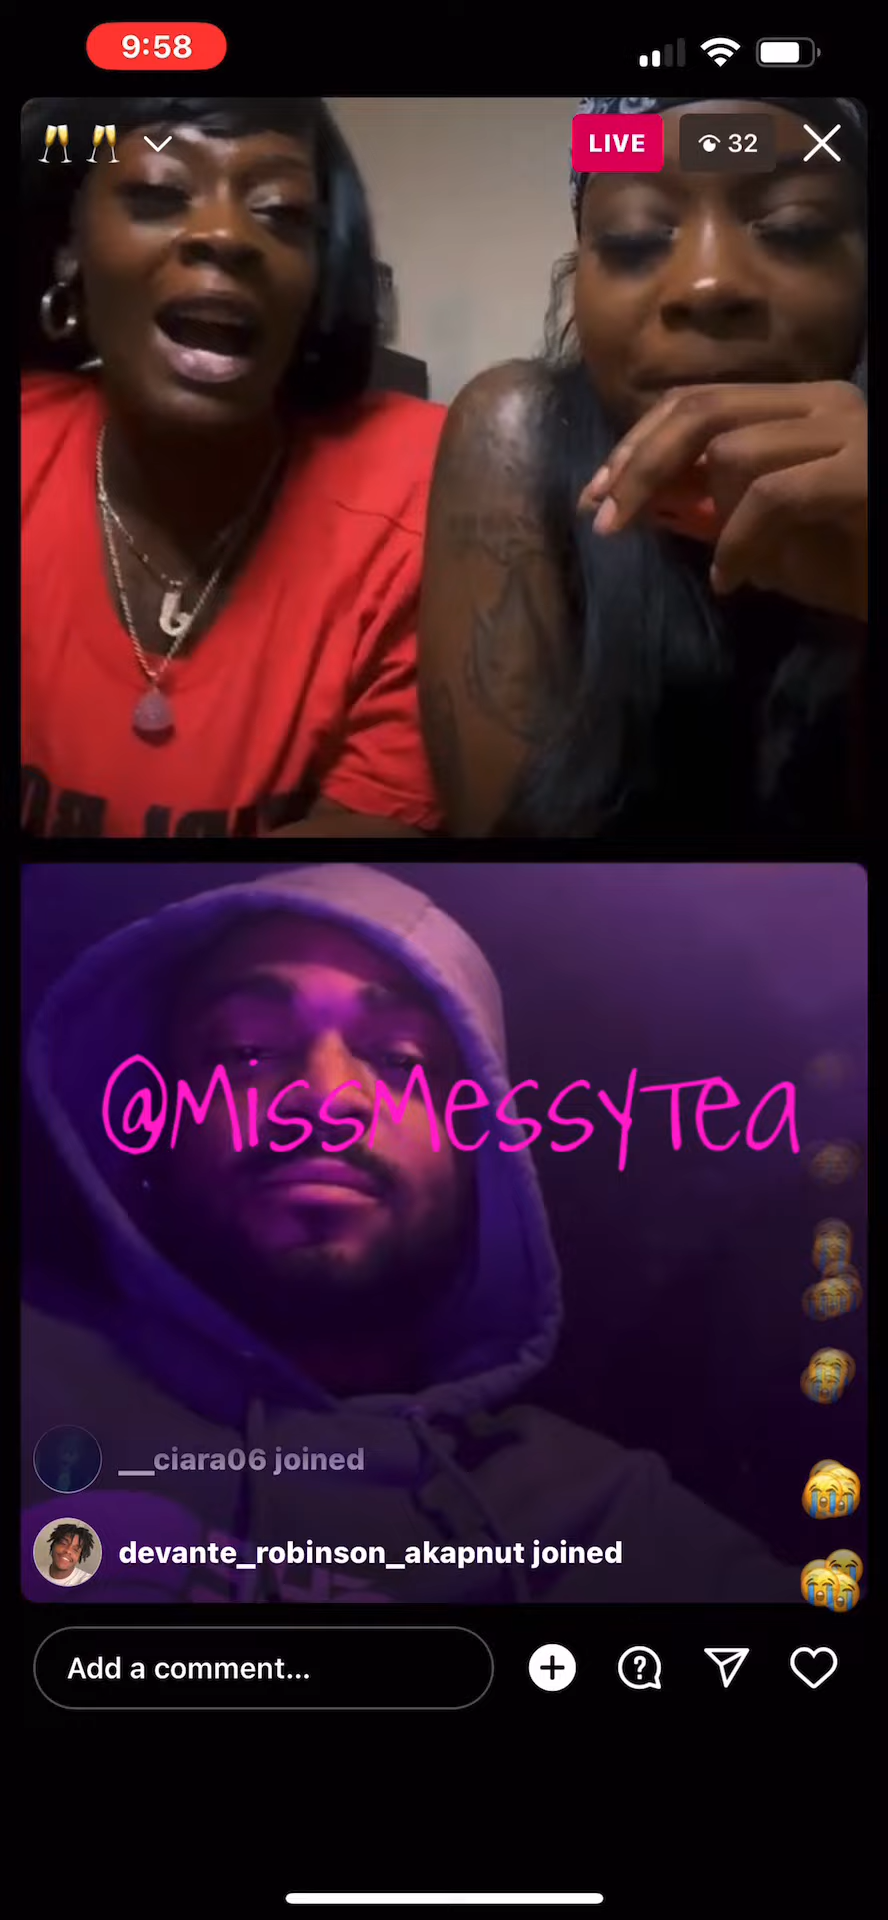 9:58
LIVE
32
@MissMessyTea
__ciara06 joined
devante_robinson_akapnut joined
Add a comment...